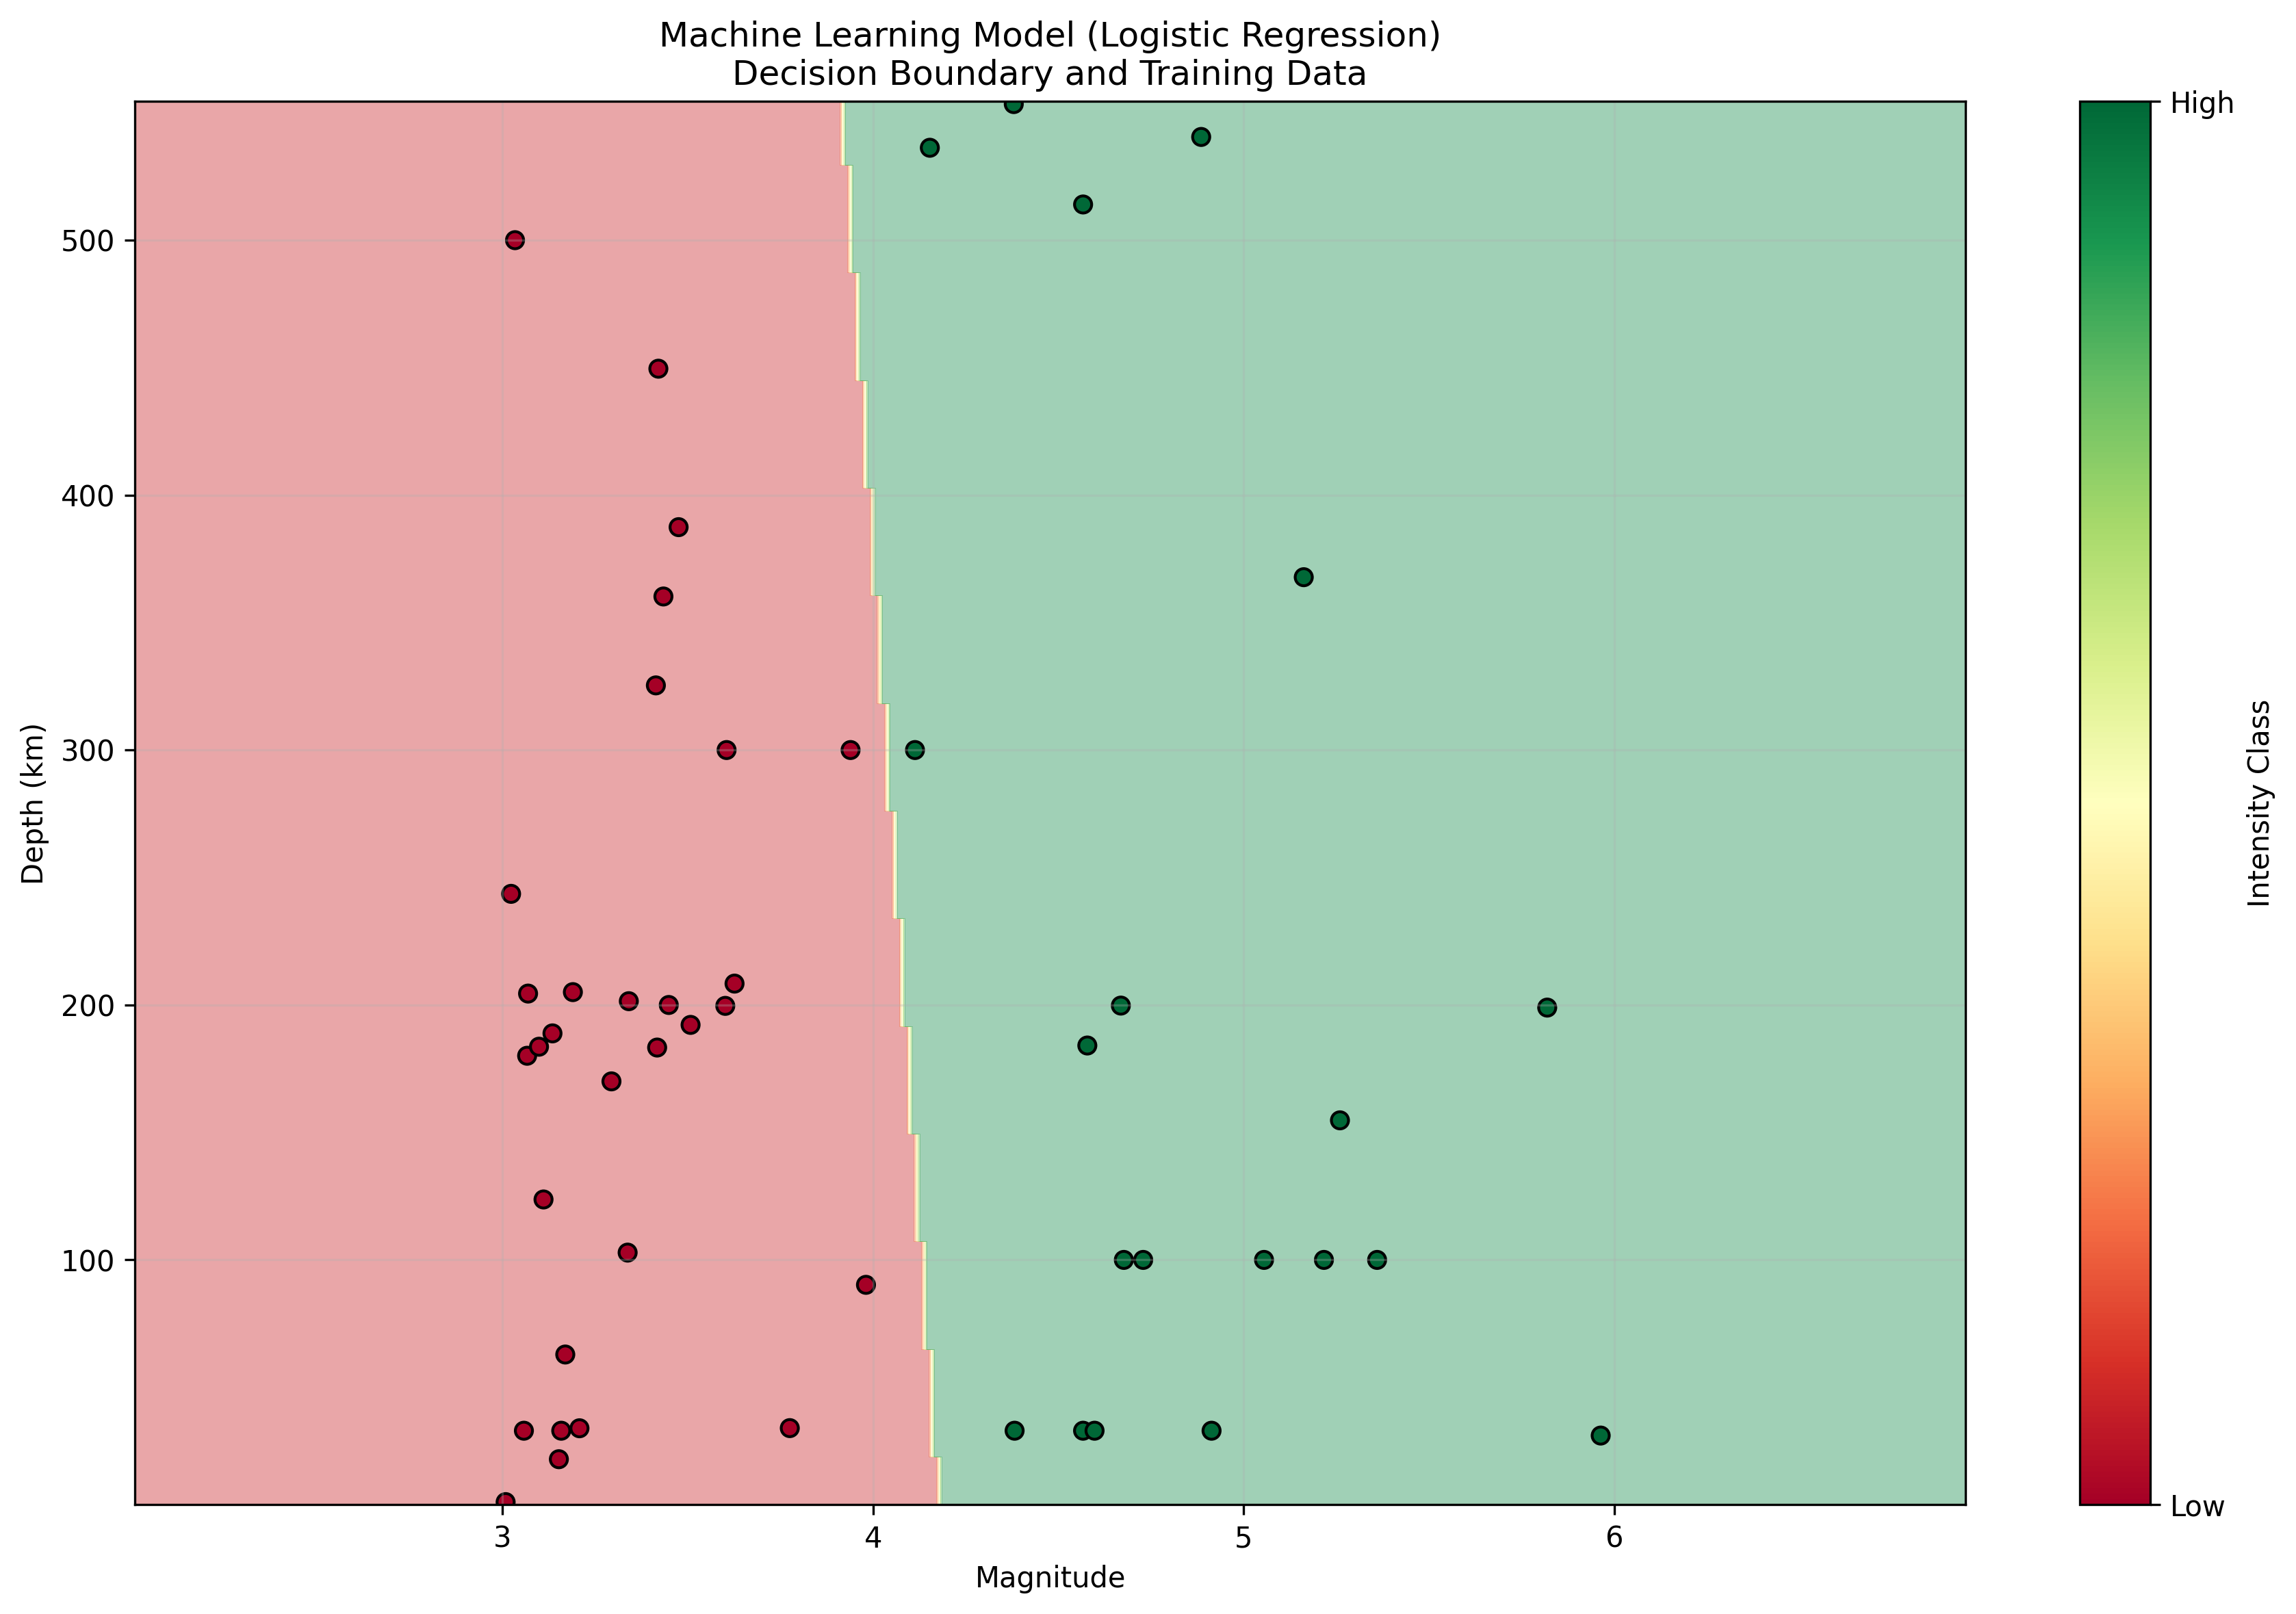 Machine Learning Model (Logistic Regression)
Decision Boundary and Training Data
High
500
400
300
200
100
Depth (km)
Intensity Class
Low
3 4 5 6
Magnitude